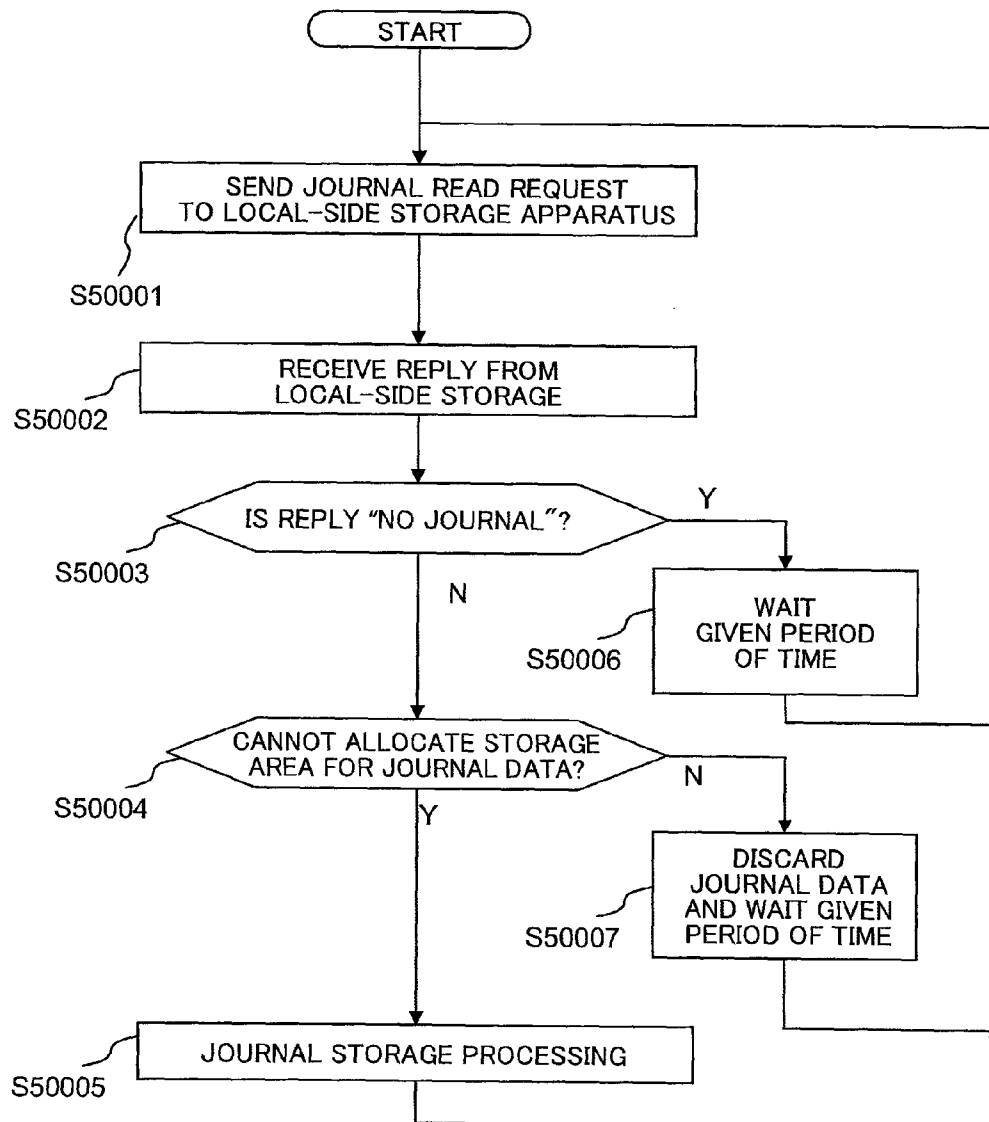 START
SEND JOURNAL READ REQUEST
TO LOCAL-SIDE STORAGE APPARATUS
S50001
RECEIVE REPLY FROM
LOCAL-SIDE STORAGE
S50002
IS REPLY "NO JOURNAL"?
Y
S50003
N
WAIT
GIVEN PERIOD
OF TIME
S50006
CANNOT ALLOCATE STORAGE
AREA FOR JOURNAL DATA?
N
S50004
Y
DISCARD
JOURNAL DATA
AND WAIT GIVEN
PERIOD OF TIME
S50007
JOURNAL STORAGE PROCESSING
S50005